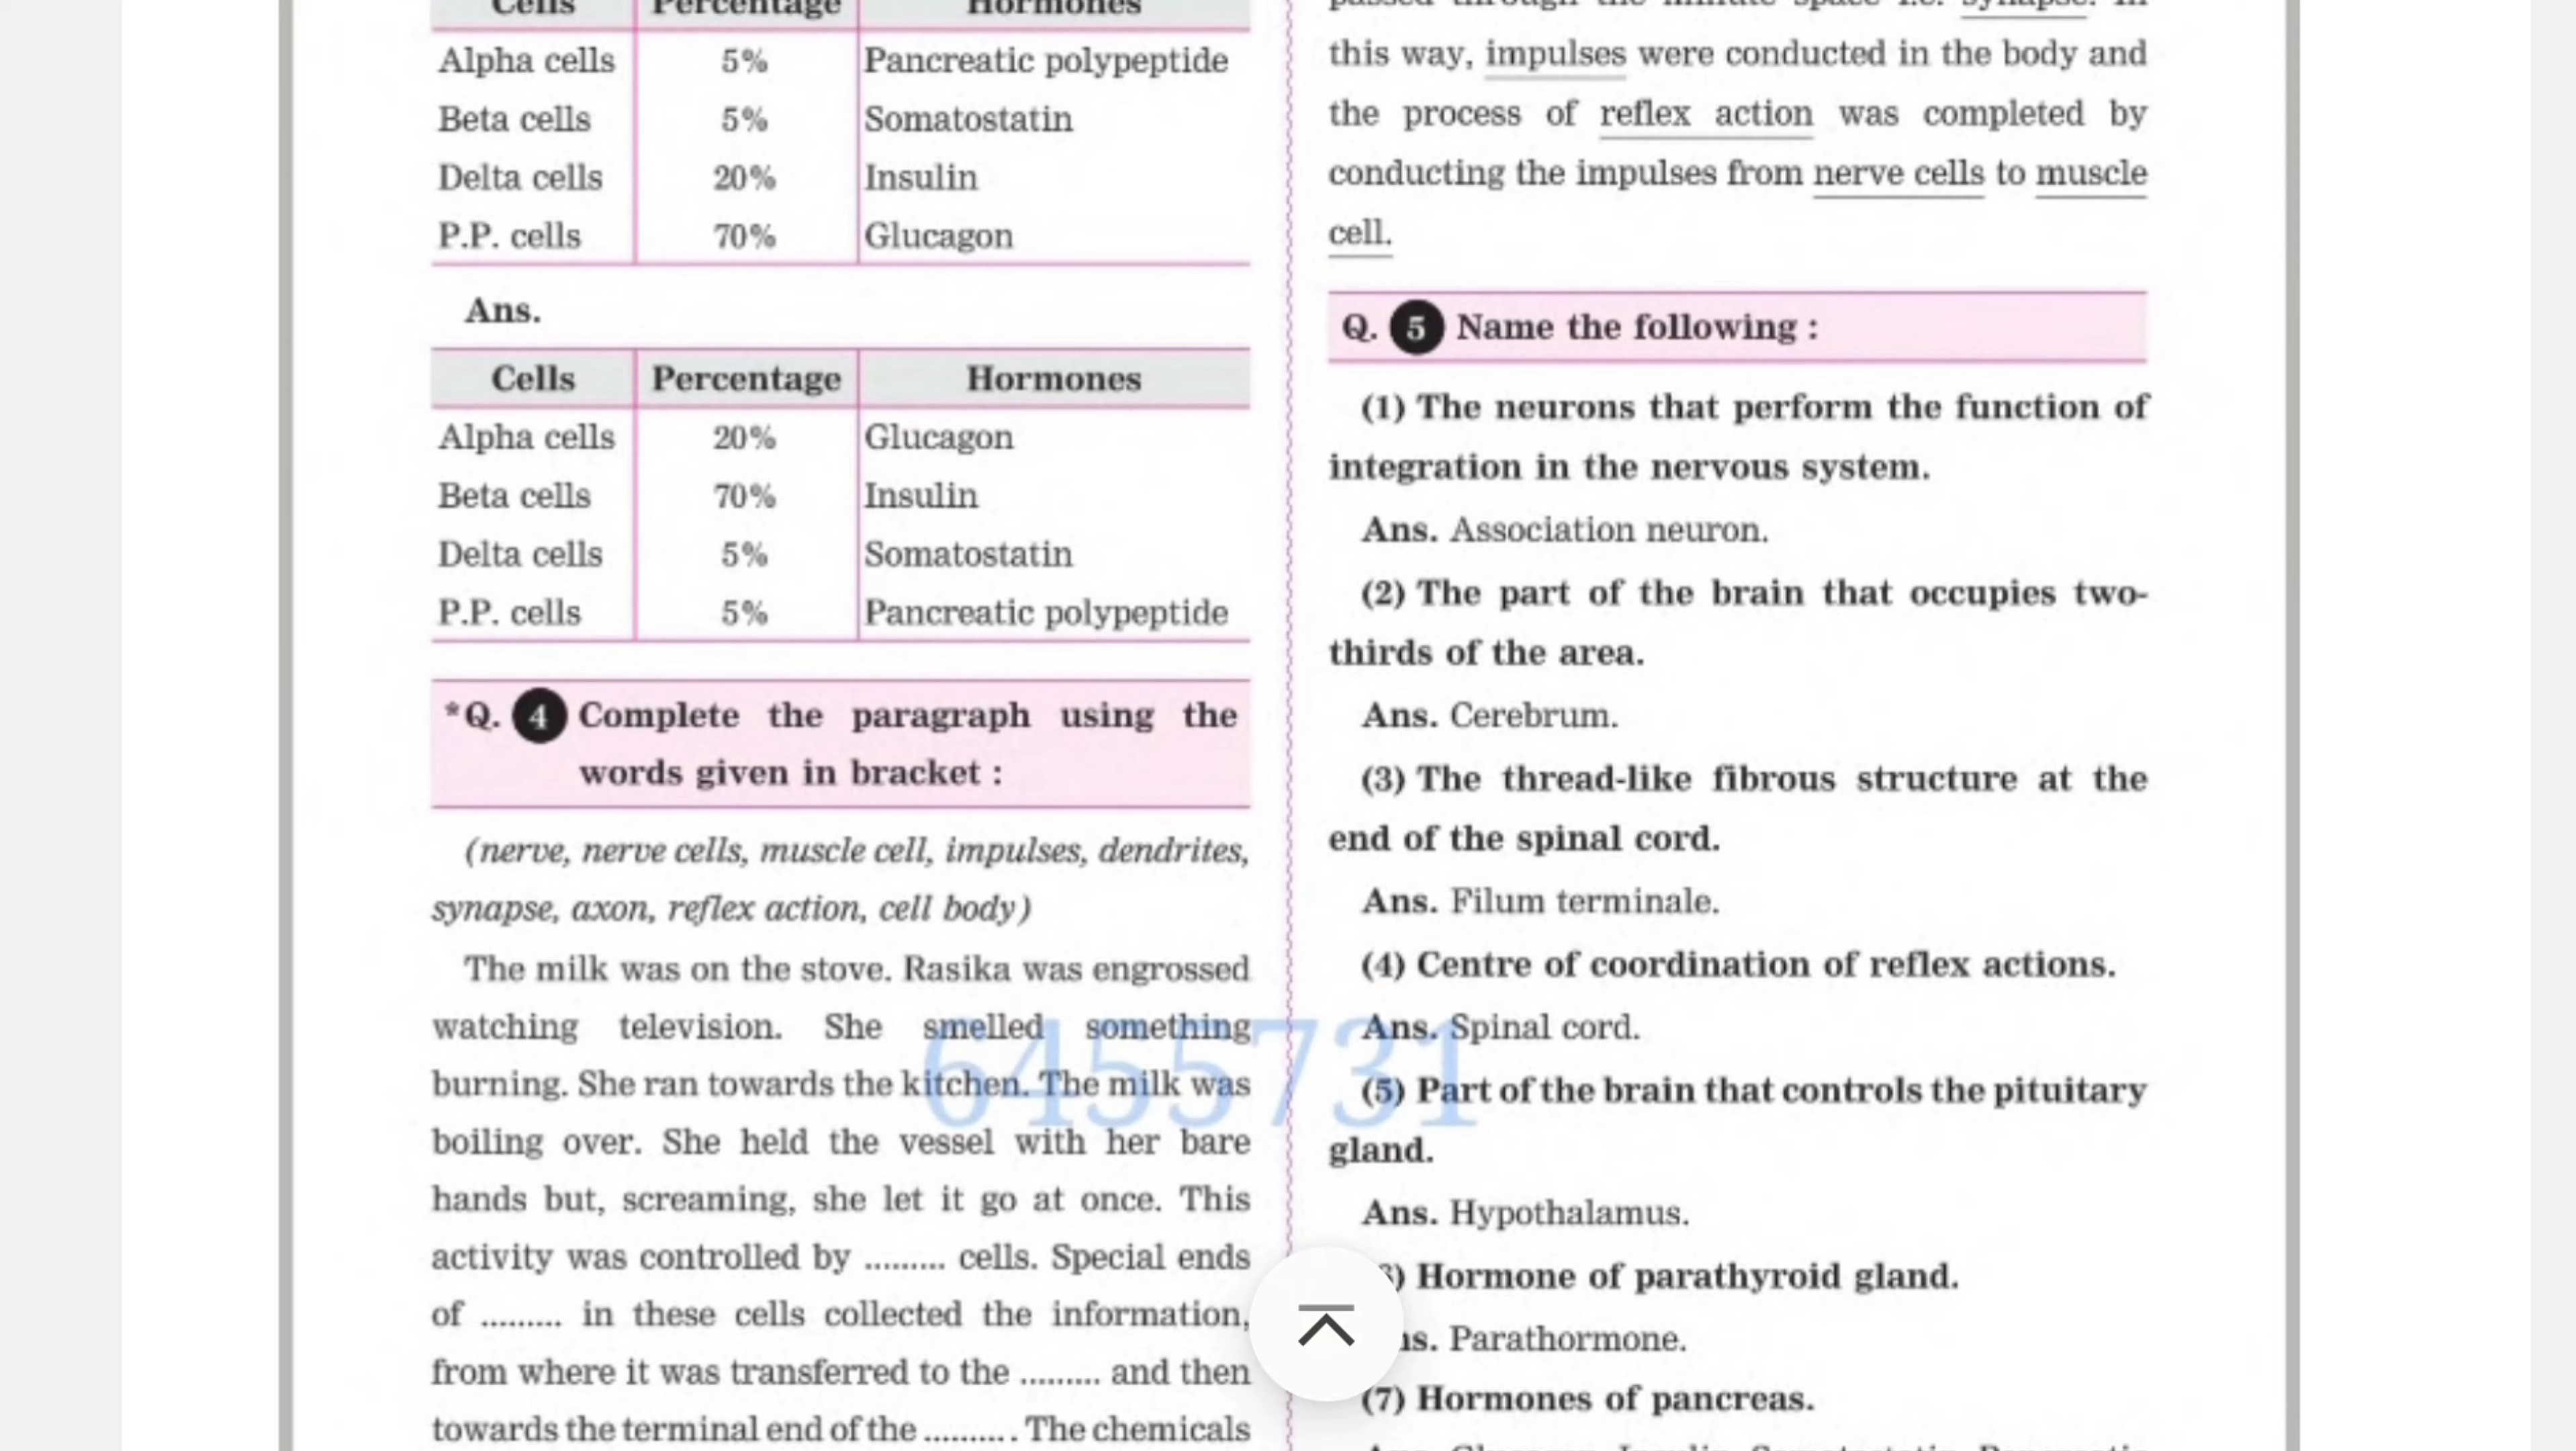 Cells Percentage Hormones
Alpha cells 5% Pancreatic polypeptide
Beta cells 5% Somatostatin
Delta cells 20% Insulin
P.P. cells 70% Glucagon
Ans.
Cells Percentage Hormones
Alpha cells 20% Glucagon
Beta cells 70% Insulin
Delta cells 5% Somatostatin
P.P. cells 5% Pancreatic polypeptide
*Q. 4 Complete the paragraph using the
words given in bracket :
(nerve, nerve cells, muscle cell, impulses, dendrites,
synapse, axon, reflex action, cell body)
The milk was on the stove. Rasika was engrossed
watching television. She smelled something
burning. She ran towards the kitchen. The milk was
boiling over. She held the vessel with her bare
hands but, screaming, she let it go at once. This
activity was controlled by ......... cells. Special ends
of ......... in these cells collected the information,
from where it was transferred to the ......... and then
towards the terminal end of the .......... The chemicals
passed through the minute space i.e. synapse. In
this way, impulses were conducted in the body and
the process of reflex action was completed by
conducting the impulses from nerve cells to muscle
cell.
Q. 5 Name the following :
(1) The neurons that perform the function of
integration in the nervous system.
Ans. Association neuron.
(2) The part of the brain that occupies two-
thirds of the area.
Ans. Cerebrum.
(3) The thread-like fibrous structure at the
end of the spinal cord.
Ans. Filum terminale.
(4) Centre of coordination of reflex actions.
Ans. Spinal cord.
(5) Part of the brain that controls the pituitary
gland.
Ans. Hypothalamus.
6) Hormone of parathyroid gland.
ns. Parathormone.
(7) Hormones of pancreas.
6455731